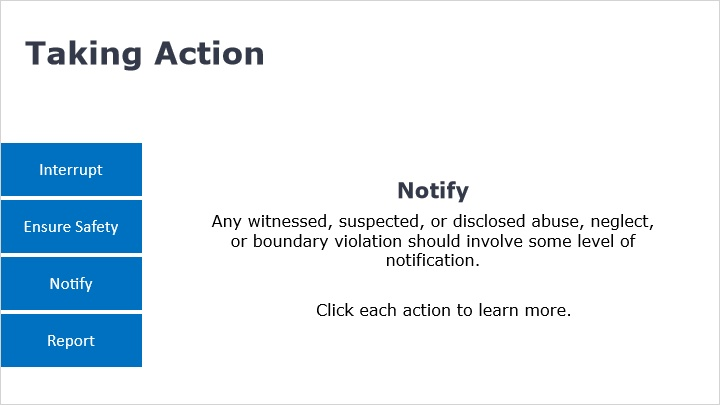 Taking Action
Interrupt
Ensure Safety
Notify
Report
Notify
Any witnessed, suspected, or disclosed abuse, neglect,
or boundary violation should involve some level of
notification.
Click each action to learn more.